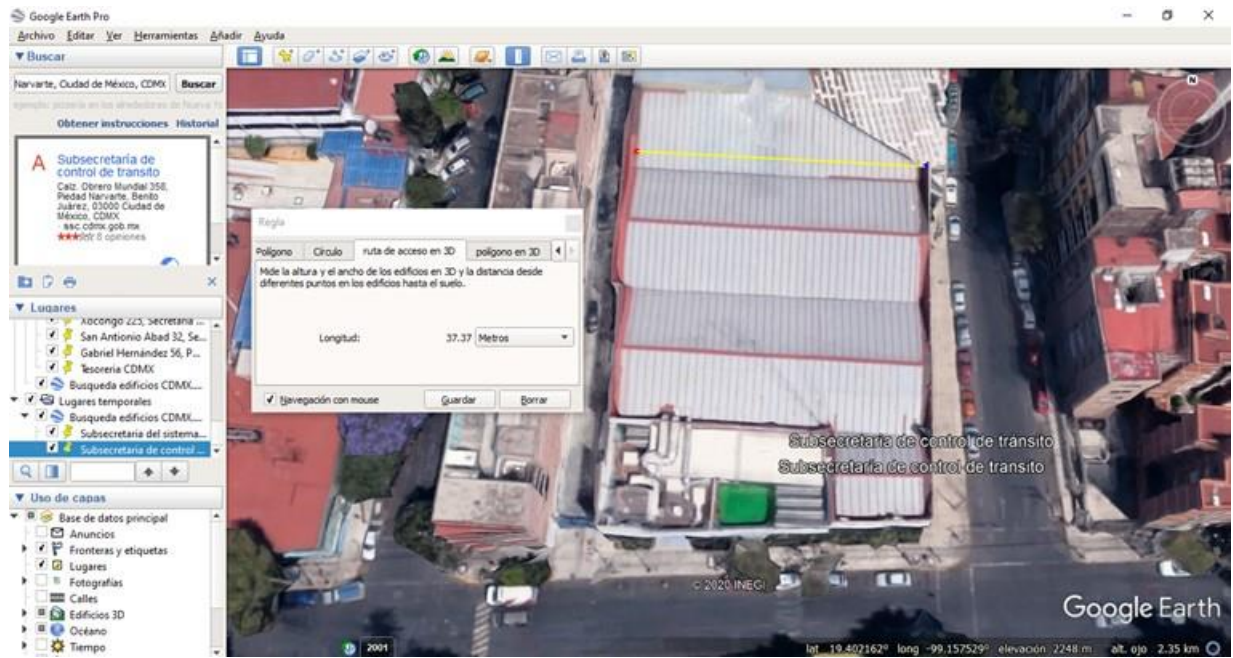 Google Earth Pro
Archivo Editar Ver Herramientas Añadir Ayuda
Buscar
Narvarte, Ciudad de México, CDMX Buscar
Obtener instrucciones Historial
A Subsecretaría de
control de transito
Calz. Obrero Mundial 358,
Piedad Narvarte, Benito
Juárez, 03000 Ciudad de
México, CDMX
- ssc.cdmx.gob.mx
8 opiniones
Lugares
Xocongo 225, Secretaria ...
San Antonio Abad 32, Se...
Gabriel Hernández 56, P...
Tesoreria CDMX
Busqueda edificios CDMX....
Lugares temporales
Busqueda edificios CDMX....
Subsecretaria del sistema...
Subsecretaria de control ...
Uso de capas
Base de datos principal
Anuncios
Fronteras y etiquetas
Lugares
Fotografías
Calles
Edificios 3D
Océano
Tiempo
Regla
Polígono Círculo ruta de acceso en 3D polígono en 3D
Mide la altura y el ancho de los edificios en 3D y la distancia desde
diferentes puntos en los edificios hasta el suelo.
Longitud: 37.37 Metros
Navegación con mouse Guardar Borrar
N
Subsecretaría de control de tránsito
Subsecretaría de control de transito
© 2020 INEGI
Google Earth
2001
lat 19.402162° long -99.157529° elevación 2248 m alt. ojo 2.35 km